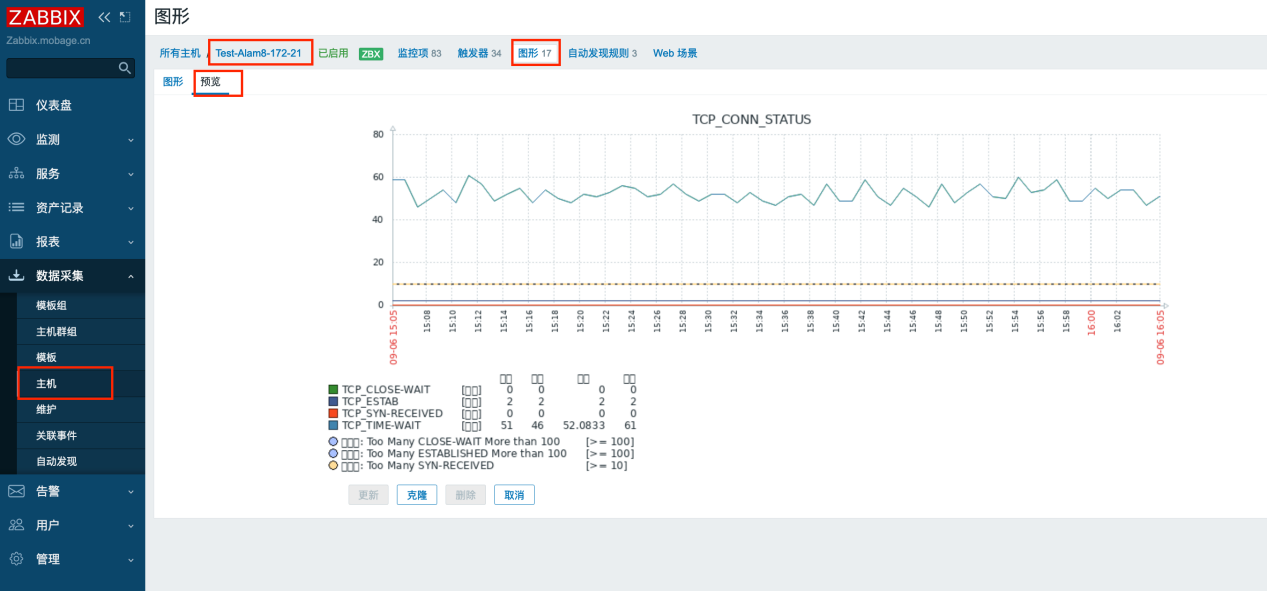 ZABBIX
Zabbix.mobage.cn
仪表盘
监测
服务
资产记录
报表
数据采集
模板组
主机群组
模板
主机
维护
关联事件
自动发现
告警
用户
管理
图形
所有主机 / Test-Alam8-172-21 已启用 ZBX 监控项 83 触发器 34 图形 17 自动发现规则 3 Web 场景
图形 预览
TCP_CONN_STATUS
80
60
40
20
0
09-06 15:05 15:08 15:10 15:12 15:14 15:16 15:18 15:20 15:22 15:24 15:26 15:28 15:30 15:32 15:34 15:36 15:38 15:40 15:42 15:44 15:46 15:48 15:50 15:52 15:54 15:56 15:58 16:00 16:02 09-06 16:05
□□ □□ □□ □□
TCP_CLOSE-WAIT [□□] 0 0 0 0
TCP_ESTAB [□□] 2 2 2 2
TCP_SYN-RECEIVED [□□] 0 0 0 0
TCP_TIME-WAIT [□□] 51 46 52.0833 61
□□□: Too Many CLOSE-WAIT More than 100 [>= 100]
□□□: Too Many ESTABLISHED More than 100 [>= 100]
□□□: Too Many SYN-RECEIVED [>= 10]
更新 克隆 删除 取消